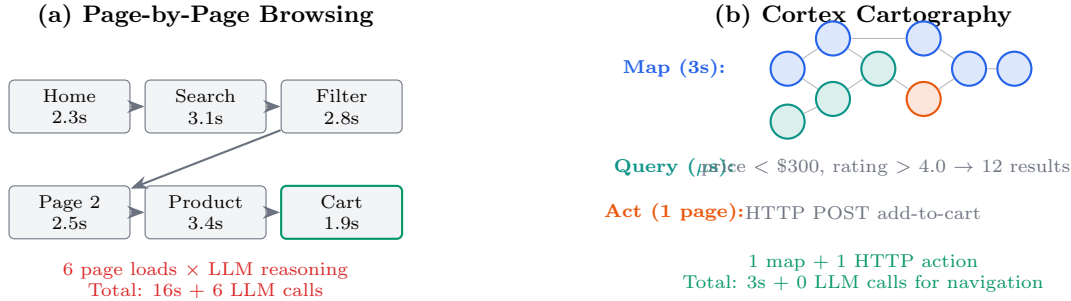 (a) Page-by-Page Browsing
Home
2.3s
Search
3.1s
Filter
2.8s
Page 2
2.5s
Product
3.4s
Cart
1.9s
6 page loads × LLM reasoning
Total: 16s + 6 LLM calls
(b) Cortex Cartography
Map (3s):
Query (μs): price < $300, rating > 4.0 → 12 results
Act (1 page): HTTP POST add-to-cart
1 map + 1 HTTP action
Total: 3s + 0 LLM calls for navigation